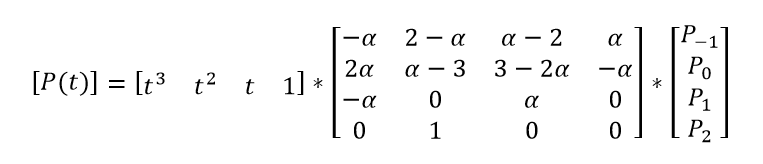 [P(t)] = [t³ t² t 1] * [−α 2 − α α − 2 α; 2α α − 3 3 − 2α −α; −α 0 α 0; 0 1 0 0] * [P₋₁; P₀; P₁; P₂]